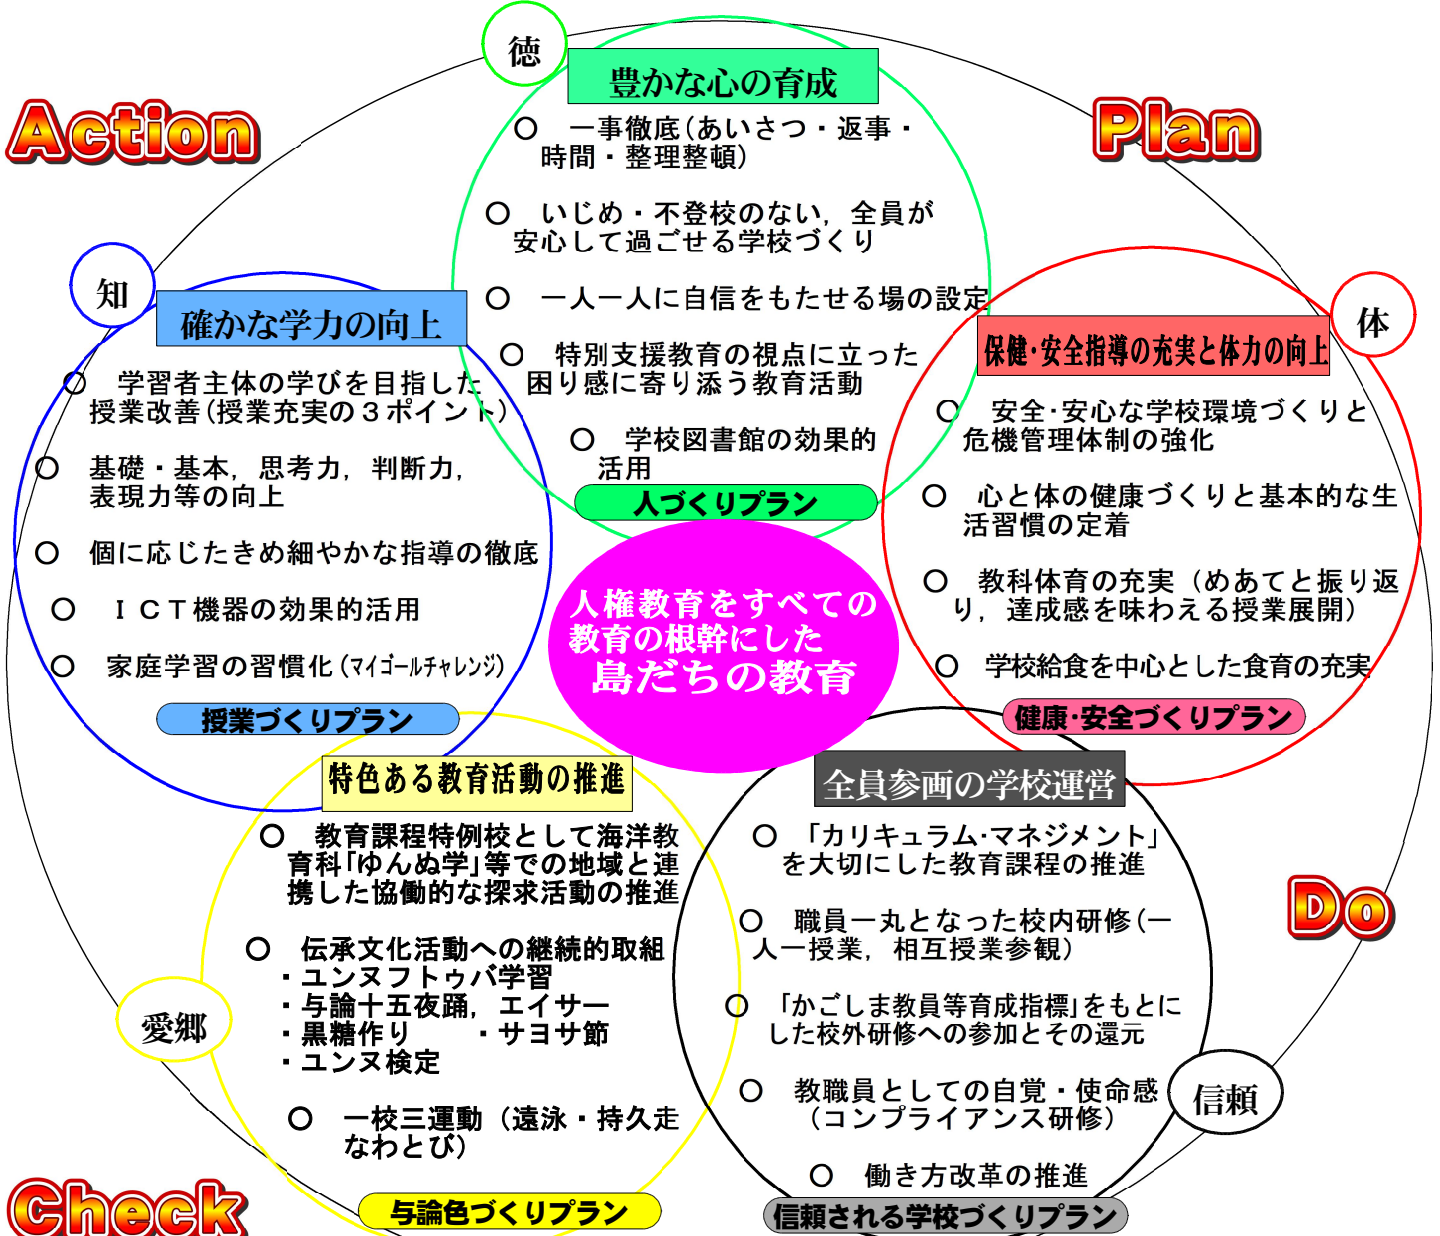 徳
豊かな心の育成
Action
Plan
○　一事徹底(あいさつ・返事・
時間・整理整頓)
○　いじめ・不登校のない，全員が
安心して過ごせる学校づくり
○　一人一人に自信をもたせる場の設定
○　特別支援教育の視点に立った
困り感に寄り添う教育活動
○　学校図書館の効果的
活用
人づくりプラン
知
確かな学力の向上
○　学習者主体の学びを目指した
授業改善(授業充実の３ポイント)
○　基礎・基本，思考力，判断力，
表現力等の向上
○　個に応じたきめ細やかな指導の徹底
○　ＩＣＴ機器の効果的活用
○　家庭学習の習慣化(ﾏｲｺﾞｰﾙﾁｬﾚﾝｼﾞ)
授業づくりプラン
体
保健・安全指導の充実と体力の向上
○　安全・安心な学校環境づくりと
危機管理体制の強化
○　心と体の健康づくりと基本的な生
活習慣の定着
○　教科体育の充実（めあてと振り返
り，達成感を味わえる授業展開）
○　学校給食を中心とした食育の充実
健康・安全づくりプラン
人権教育をすべての
教育の根幹にした
島だちの教育
特色ある教育活動の推進
○　教育課程特例校として海洋教
育科「ゆんぬ学」等での地域と連
携した協働的な探求活動の推進
○　伝承文化活動への継続的取組
・ユンヌフトゥバ学習
・与論十五夜踊，エイサー
・黒糖作り　　・サヨサ節
・ユンヌ検定
○　一校三運動（遠泳・持久走
なわとび）
愛郷
与論色づくりプラン
全員参画の学校運営
○　「カリキュラム・マネジメント」
を大切にした教育課程の推進
○　職員一丸となった校内研修(一
人一授業，相互授業参観)
○　「かごしま教員等育成指標」をもとに
した校外研修への参加とその還元
○　教職員としての自覚・使命感
（コンプライアンス研修）
○　働き方改革の推進
信頼
信頼される学校づくりプラン
Do
Check